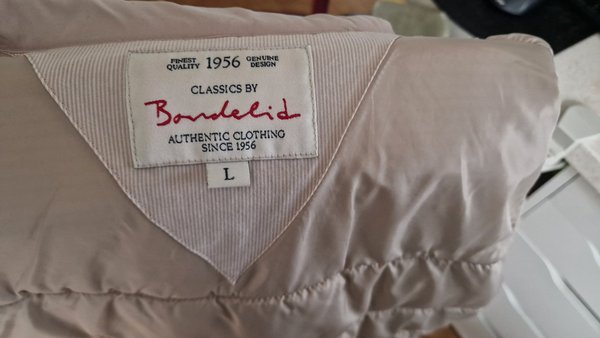 FINEST QUALITY 1956 GENUINE DESIGN
CLASSICS BY
Bondelid
AUTHENTIC CLOTHING
SINCE 1956
L